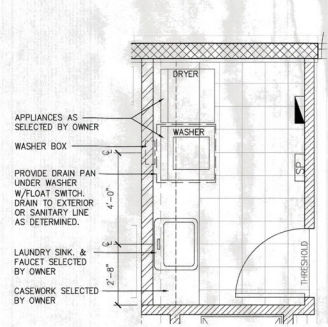 DRYER
APPLIANCES AS
SELECTED BY OWNER
WASHER
WASHER BOX
PROVIDE DRAIN PAN
UNDER WASHER
W/FLOAT SWITCH.
DRAIN TO EXTERIOR
OR SANITARY LINE
AS DETERMINED.
4'-0"
SP
LAUNDRY SINK. &
FAUCET SELECTED
BY OWNER
2'-8"
THRESHOLD
CASEWORK SELECTED
BY OWNER